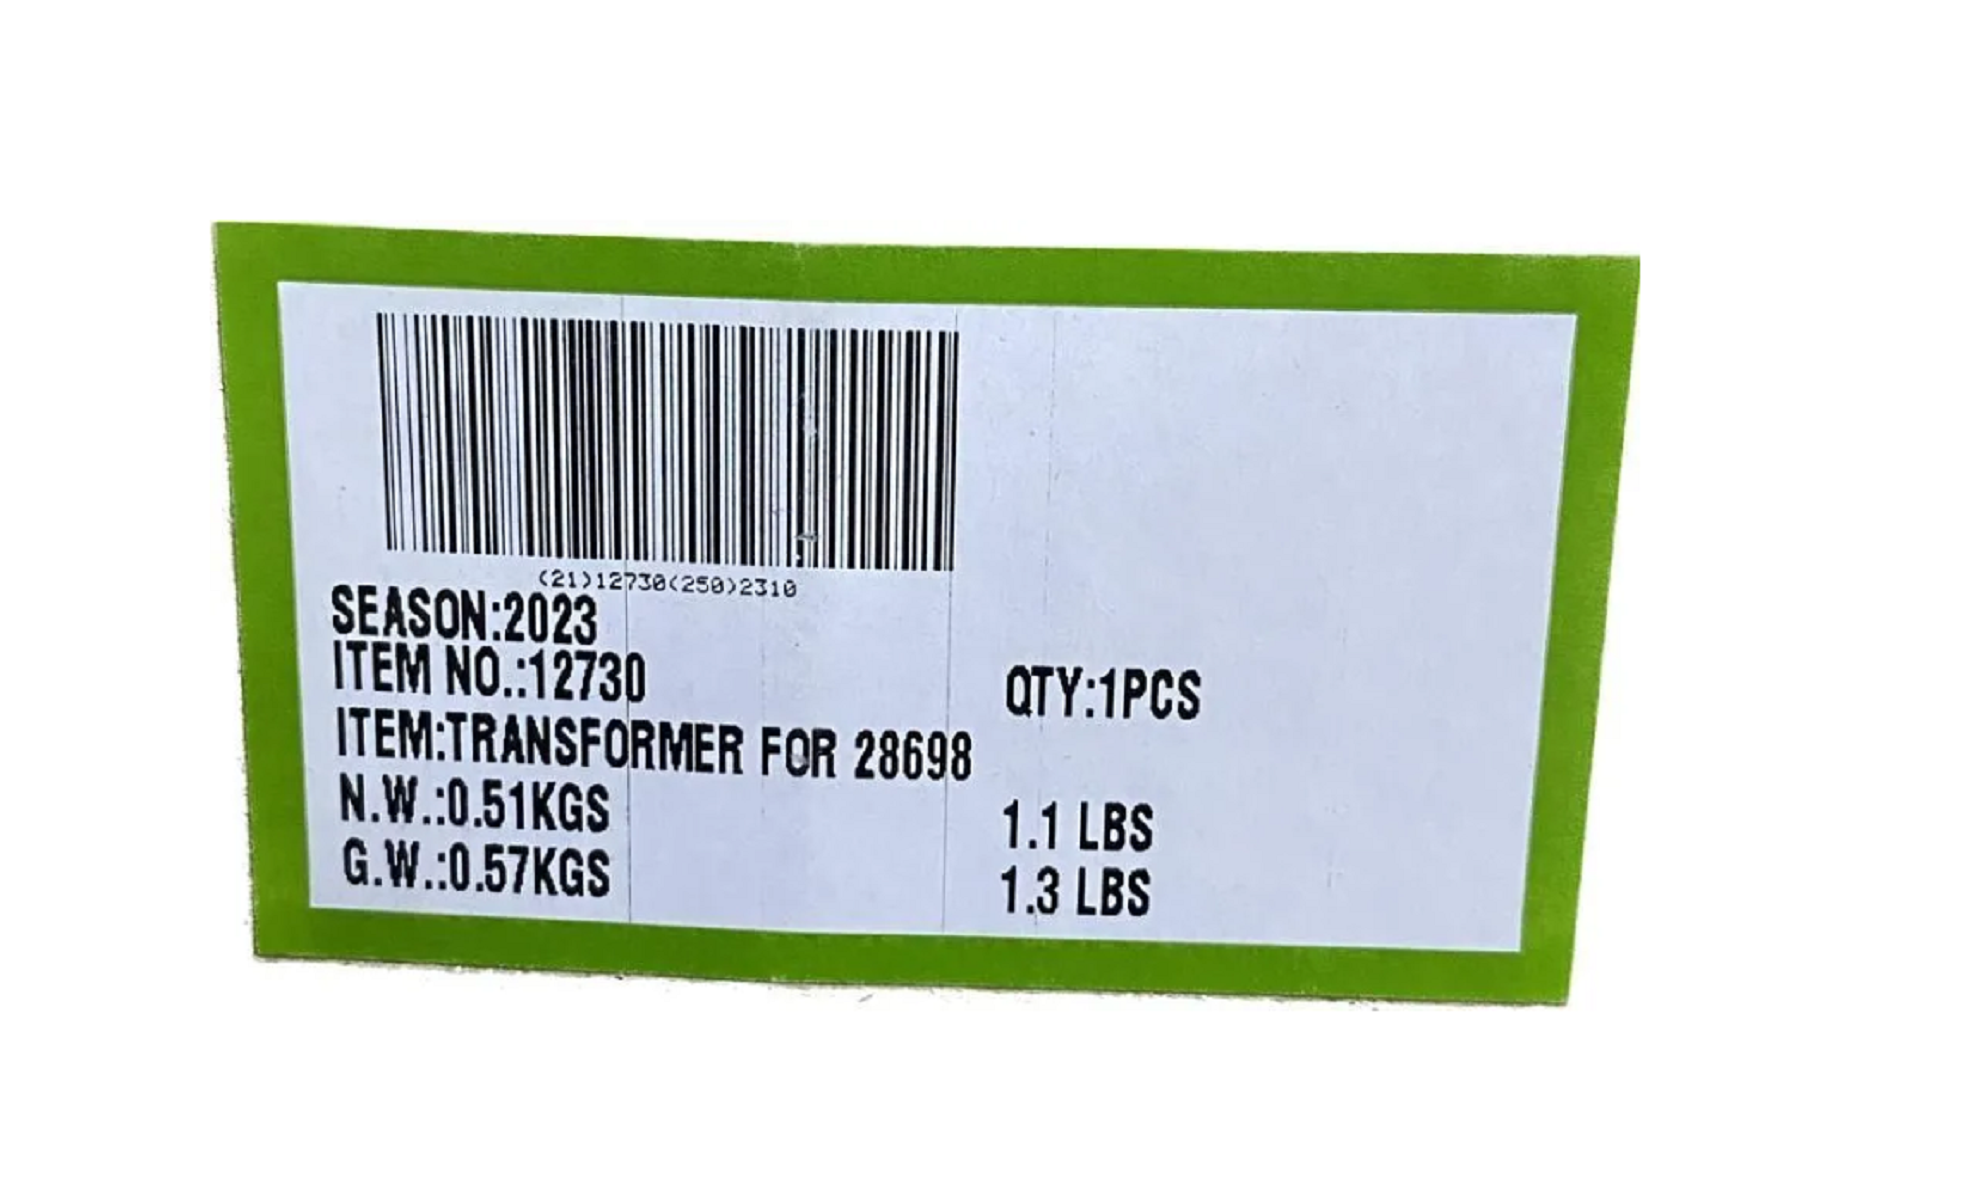 (21)12730(250)2310
SEASON:2023
ITEM NO.:12730 QTY:1PCS
ITEM:TRANSFORMER FOR 28698
N.W.:0.51KGS 1.1 LBS
G.W.:0.57KGS 1.3 LBS